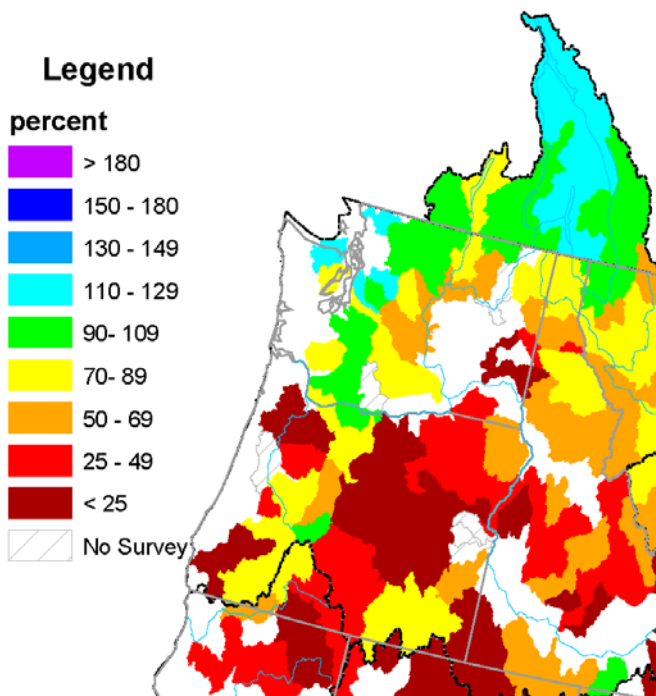 Legend
percent
> 180
150 - 180
130 - 149
110 - 129
90- 109
70- 89
50 - 69
25 - 49
< 25
No Survey